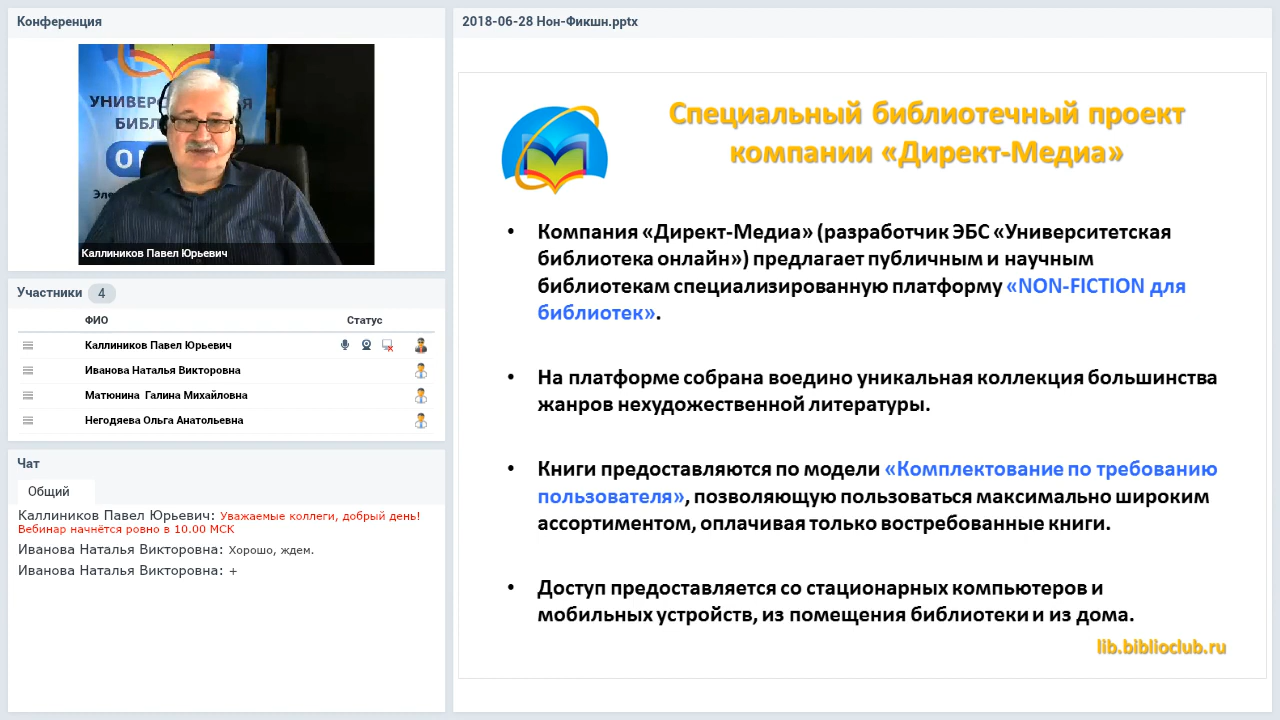 Конференция
Каллиников Павел Юрьевич
Участники 4
ФИО Статус
Каллиников Павел Юрьевич
Иванова Наталья Викторовна
Матюнина Галина Михайловна
Негодяева Ольга Анатольевна
Чат
Общий
Каллиников Павел Юрьевич: Уважаемые коллеги, добрый день!
Вебинар начнётся ровно в 10.00 МСК
Иванова Наталья Викторовна: Хорошо, ждем.
Иванова Наталья Викторовна: +
2018-06-28 Нон-Фикшн.pptx
Специальный библиотечный проект
компании «Директ-Медиа»
• Компания «Директ-Медиа» (разработчик ЭБС «Университетская
библиотека онлайн») предлагает публичным и научным
библиотекам специализированную платформу «NON-FICTION для
библиотек».
• На платформе собрана воедино уникальная коллекция большинства
жанров нехудожественной литературы.
• Книги предоставляются по модели «Комплектование по требованию
пользователя», позволяющую пользоваться максимально широким
ассортиментом, оплачивая только востребованные книги.
• Доступ предоставляется со стационарных компьютеров и
мобильных устройств, из помещения библиотеки и из дома.
lib.biblioclub.ru